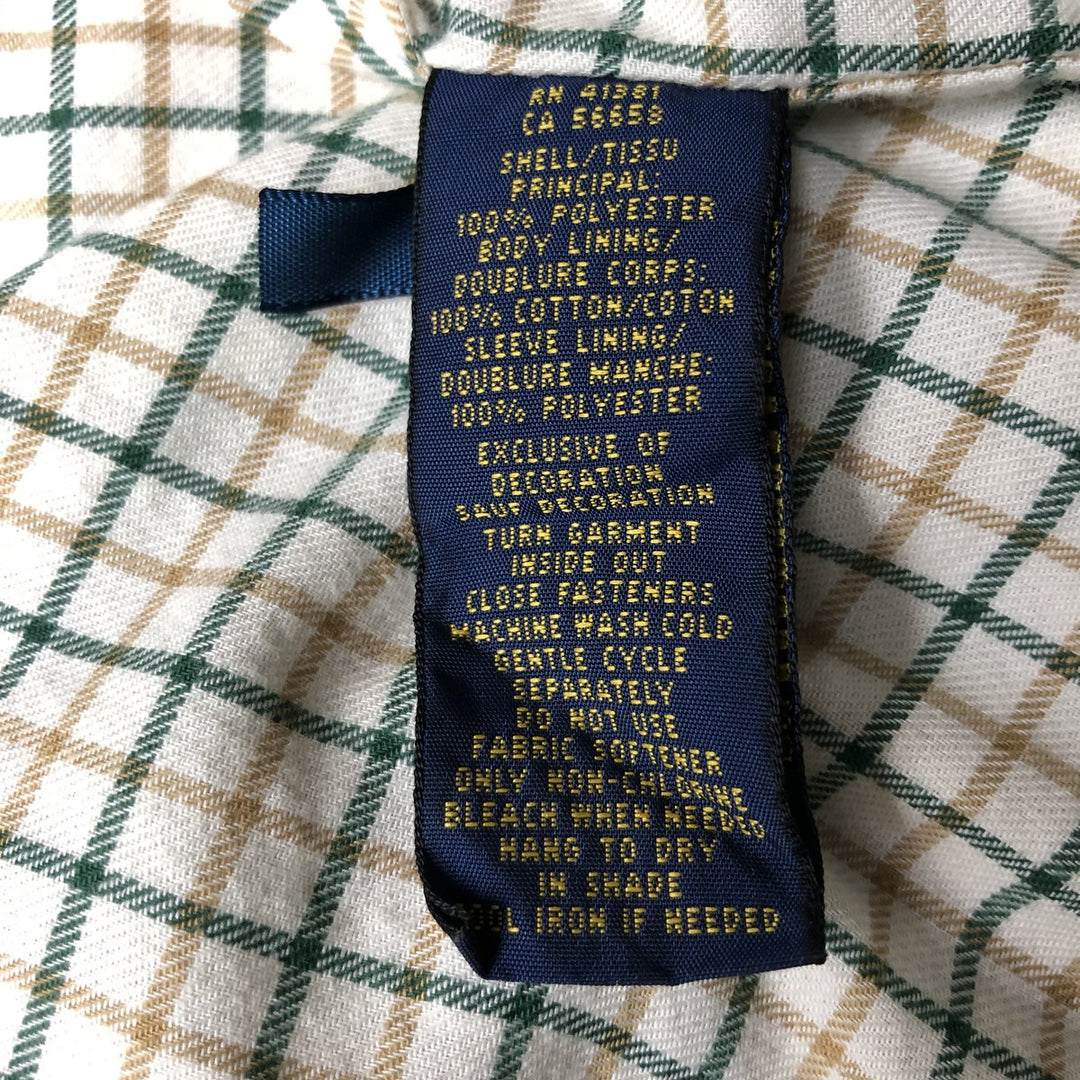 RN 41381
CA 56658
SHELL/TISSU
PRINCIPAL:
100% POLYESTER
BODY LINING/
DOUBLURE CORPS:
100% COTTON/COTON
SLEEVE LINING/
DOUBLURE MANCHE:
100% POLYESTER
EXCLUSIVE OF
DECORATION
SAUF DECORATION
TURN GARMENT
INSIDE OUT
CLOSE FASTENERS
MACHINE WASH COLD
GENTLE CYCLE
SEPARATELY
DO NOT USE
FABRIC SOFTENER
ONLY NON-CHLORINE
BLEACH WHEN NEEDED
HANG TO DRY
IN SHADE
COOL IRON IF NEEDED